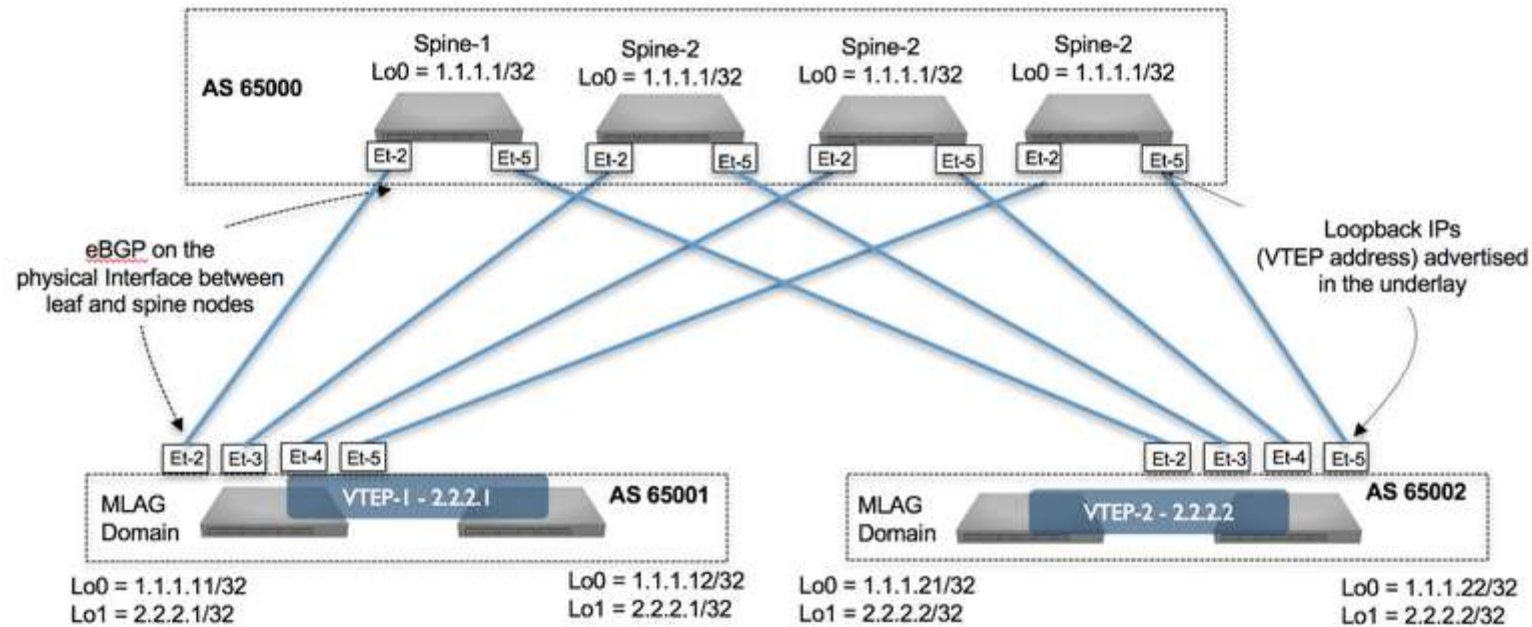 Spine-1
Lo0 = 1.1.1.1/32
Spine-2
Lo0 = 1.1.1.1/32
Spine-2
Lo0 = 1.1.1.1/32
Spine-2
Lo0 = 1.1.1.1/32
AS 65000
Et-2
Et-5
Et-2
Et-5
Et-2
Et-5
Et-2
Et-5
eBGP on the
physical Interface between
leaf and spine nodes
Loopback IPs
(VTEP address) advertised
in the underlay
Et-2
Et-3
Et-4
Et-5
Et-2
Et-3
Et-4
Et-5
MLAG
Domain
VTEP-1 - 2.2.2.1
AS 65001
MLAG
Domain
VTEP-2 - 2.2.2.2
AS 65002
Lo0 = 1.1.1.11/32
Lo1 = 2.2.2.1/32
Lo0 = 1.1.1.12/32
Lo1 = 2.2.2.1/32
Lo0 = 1.1.1.21/32
Lo1 = 2.2.2.2/32
Lo0 = 1.1.1.22/32
Lo1 = 2.2.2.2/32